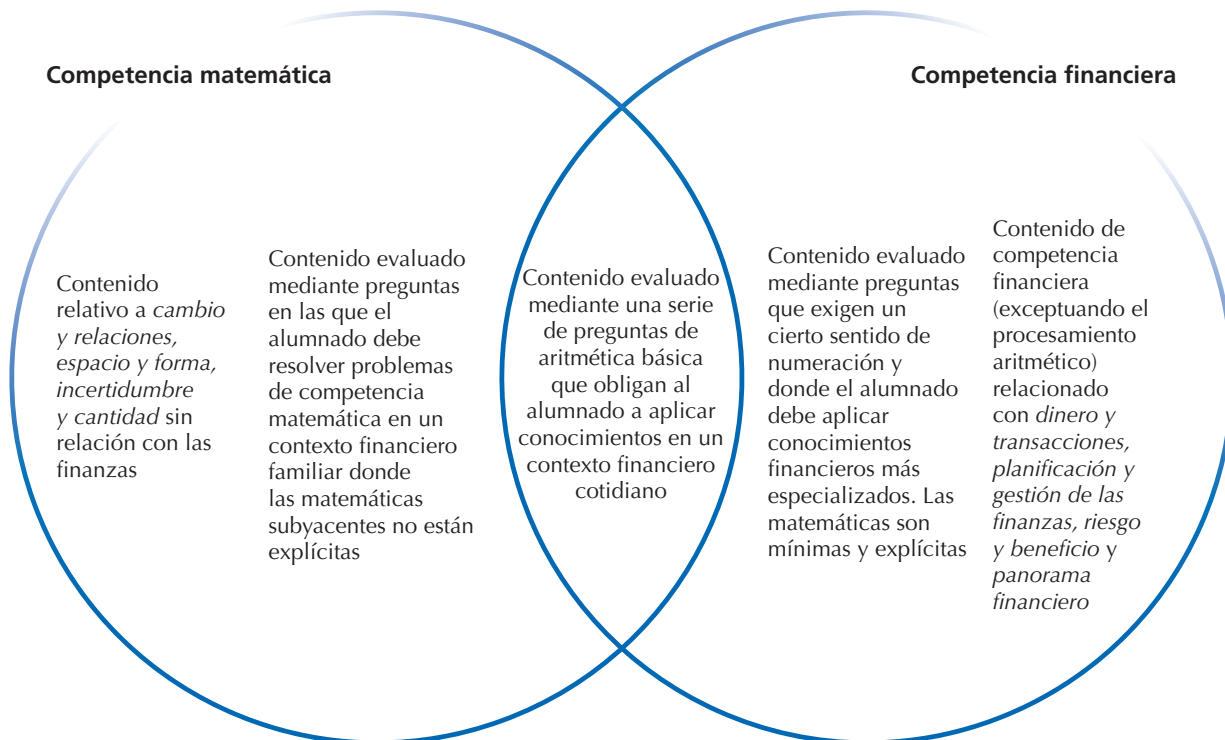 Competencia matemática
Competencia financiera
Contenido
relativo a cambio
y relaciones,
espacio y forma,
incertidumbre
y cantidad sin
relación con las
finanzas
Contenido evaluado
mediante preguntas
en las que el
alumnado debe
resolver problemas
de competencia
matemática en un
contexto financiero
familiar donde
las matemáticas
subyacentes no están
explícitas
Contenido evaluado
mediante una serie
de preguntas de
aritmética básica
que obligan al
alumnado a aplicar
conocimientos en un
contexto financiero
cotidiano
Contenido evaluado
mediante preguntas
que exigen un
cierto sentido de
numeración y
donde el alumnado
debe aplicar
conocimientos
financieros más
especializados. Las
matemáticas son
mínimas y explícitas
Contenido de
competencia
financiera
(exceptuando el
procesamiento
aritmético)
relacionado
con dinero y
transacciones,
planificación y
gestión de las
finanzas, riesgo
y beneficio y
panorama
financiero